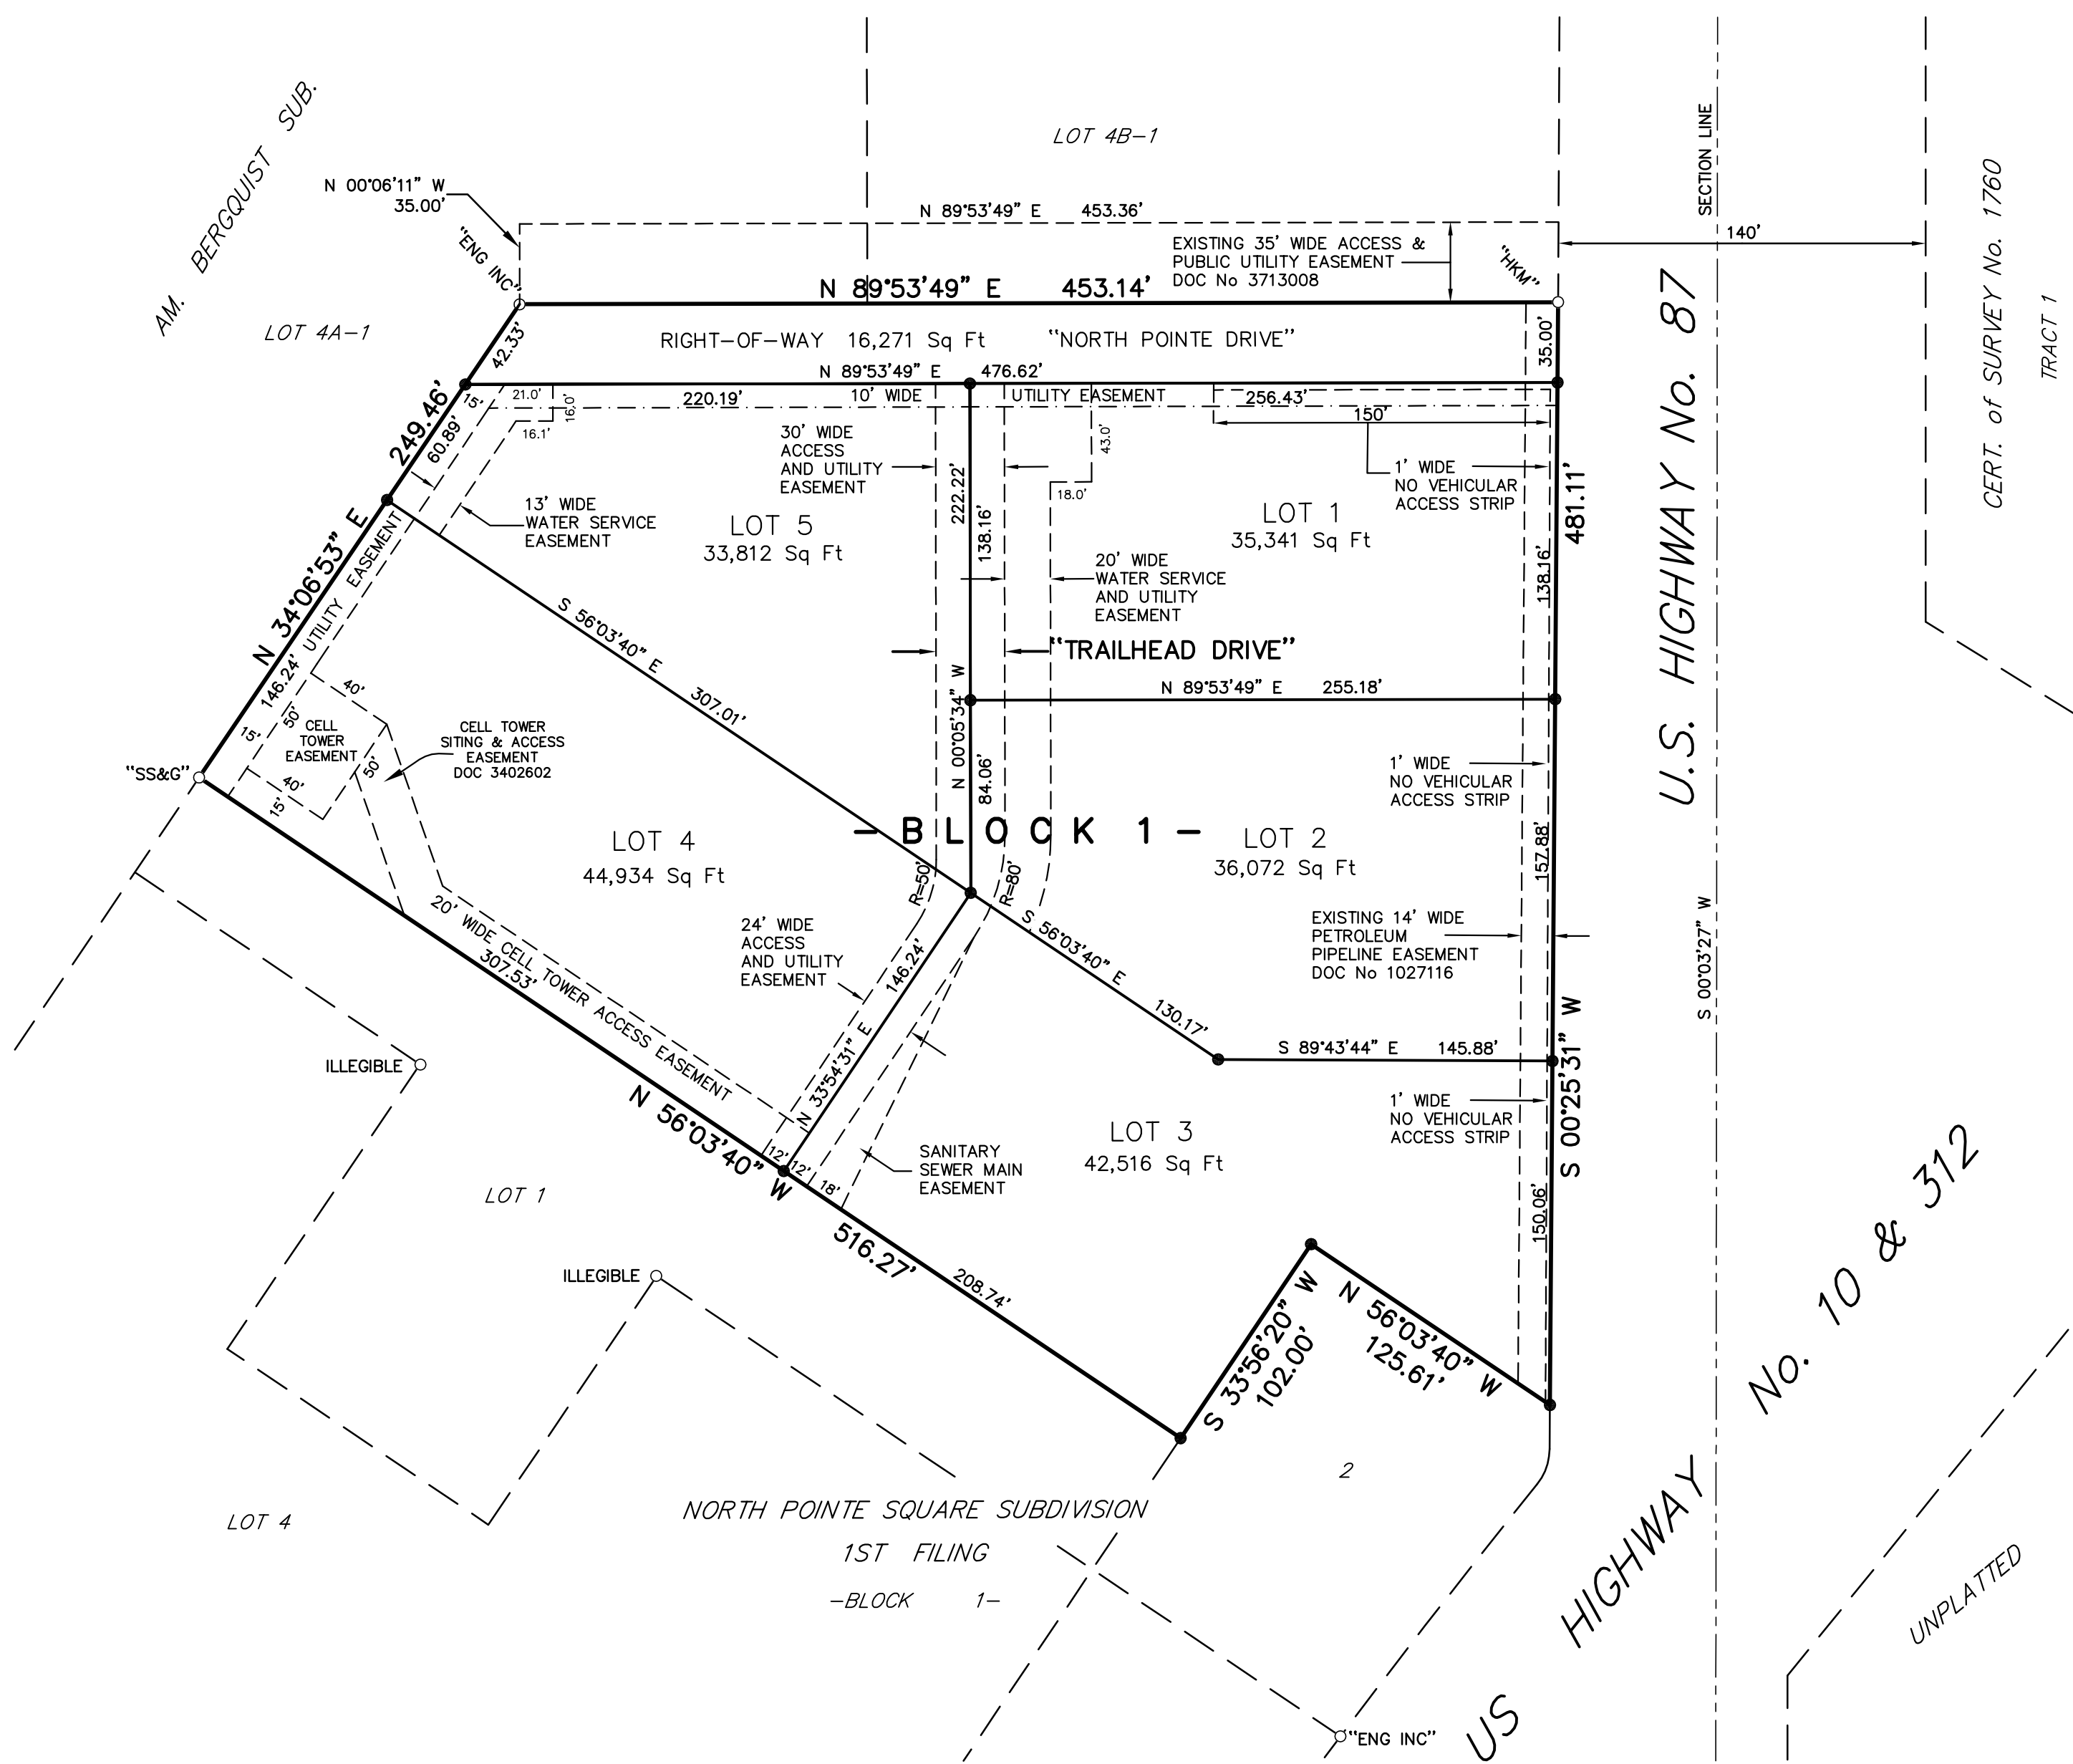 LOT 4B-1
AM. BERGQUIST SUB.
LOT 4A-1
N 00°06'11" W
35.00'
"ENG INC"
N 89°53'49" E 453.36'
EXISTING 35' WIDE ACCESS &
PUBLIC UTILITY EASEMENT
DOC No 3713008
"HKM"
SECTION LINE
140'
CERT. of SURVEY No. 1760
TRACT 1
N 89°53'49" E 453.14'
RIGHT-OF-WAY 16,271 Sq Ft "NORTH POINTE DRIVE"
42.33'
35.00'
N 89°53'49" E 476.62'
15'
21.0'
16.0'
16.1'
220.19'
10' WIDE UTILITY EASEMENT
256.43'
150'
249.46'
60.89'
30' WIDE
ACCESS
AND UTILITY
EASEMENT
222.22'
138.16'
43.0'
18.0'
1' WIDE
NO VEHICULAR
ACCESS STRIP
481.11'
138.16'
U.S. HIGHWAY No. 87
13' WIDE
WATER SERVICE
EASEMENT
LOT 5
33,812 Sq Ft
LOT 1
35,341 Sq Ft
20' WIDE
WATER SERVICE
AND UTILITY
EASEMENT
N 34°06'53" E
146.24' UTILITY EASEMENT
S 56°03'40" E 307.01'
"TRAILHEAD DRIVE"
N 89°53'49" E 255.18'
N 00°05'34" W
84.06'
40'
50'
CELL
TOWER
EASEMENT
15'
50'
40'
15'
CELL TOWER
SITING & ACCESS
EASEMENT
DOC 3402602
"SS&G"
1' WIDE
NO VEHICULAR
ACCESS STRIP
-BLOCK 1-
LOT 4
44,934 Sq Ft
LOT 2
36,072 Sq Ft
157.88'
R=50'
R=80'
S 56°03'40" E 130.17'
20' WIDE CELL TOWER ACCESS EASEMENT
307.53'
24' WIDE
ACCESS
AND UTILITY
EASEMENT
146.24'
N 33°54'31" E
EXISTING 14' WIDE
PETROLEUM
PIPELINE EASEMENT
DOC No 1027116
S 00°03'27" W
S 89°43'44" E 145.88'
S 00°25'31" W
ILLEGIBLE
N 56°03'40" W
516.27'
12'
12'
18'
SANITARY
SEWER MAIN
EASEMENT
LOT 3
42,516 Sq Ft
1' WIDE
NO VEHICULAR
ACCESS STRIP
150.06'
LOT 1
ILLEGIBLE
208.74'
S 33°56'20" W
102.00'
N 56°03'40" W
125.61'
2
LOT 4
NORTH POINTE SQUARE SUBDIVISION
1ST FILING
-BLOCK 1-
"ENG INC"
US HIGHWAY No. 10 & 312
UNPLATTED